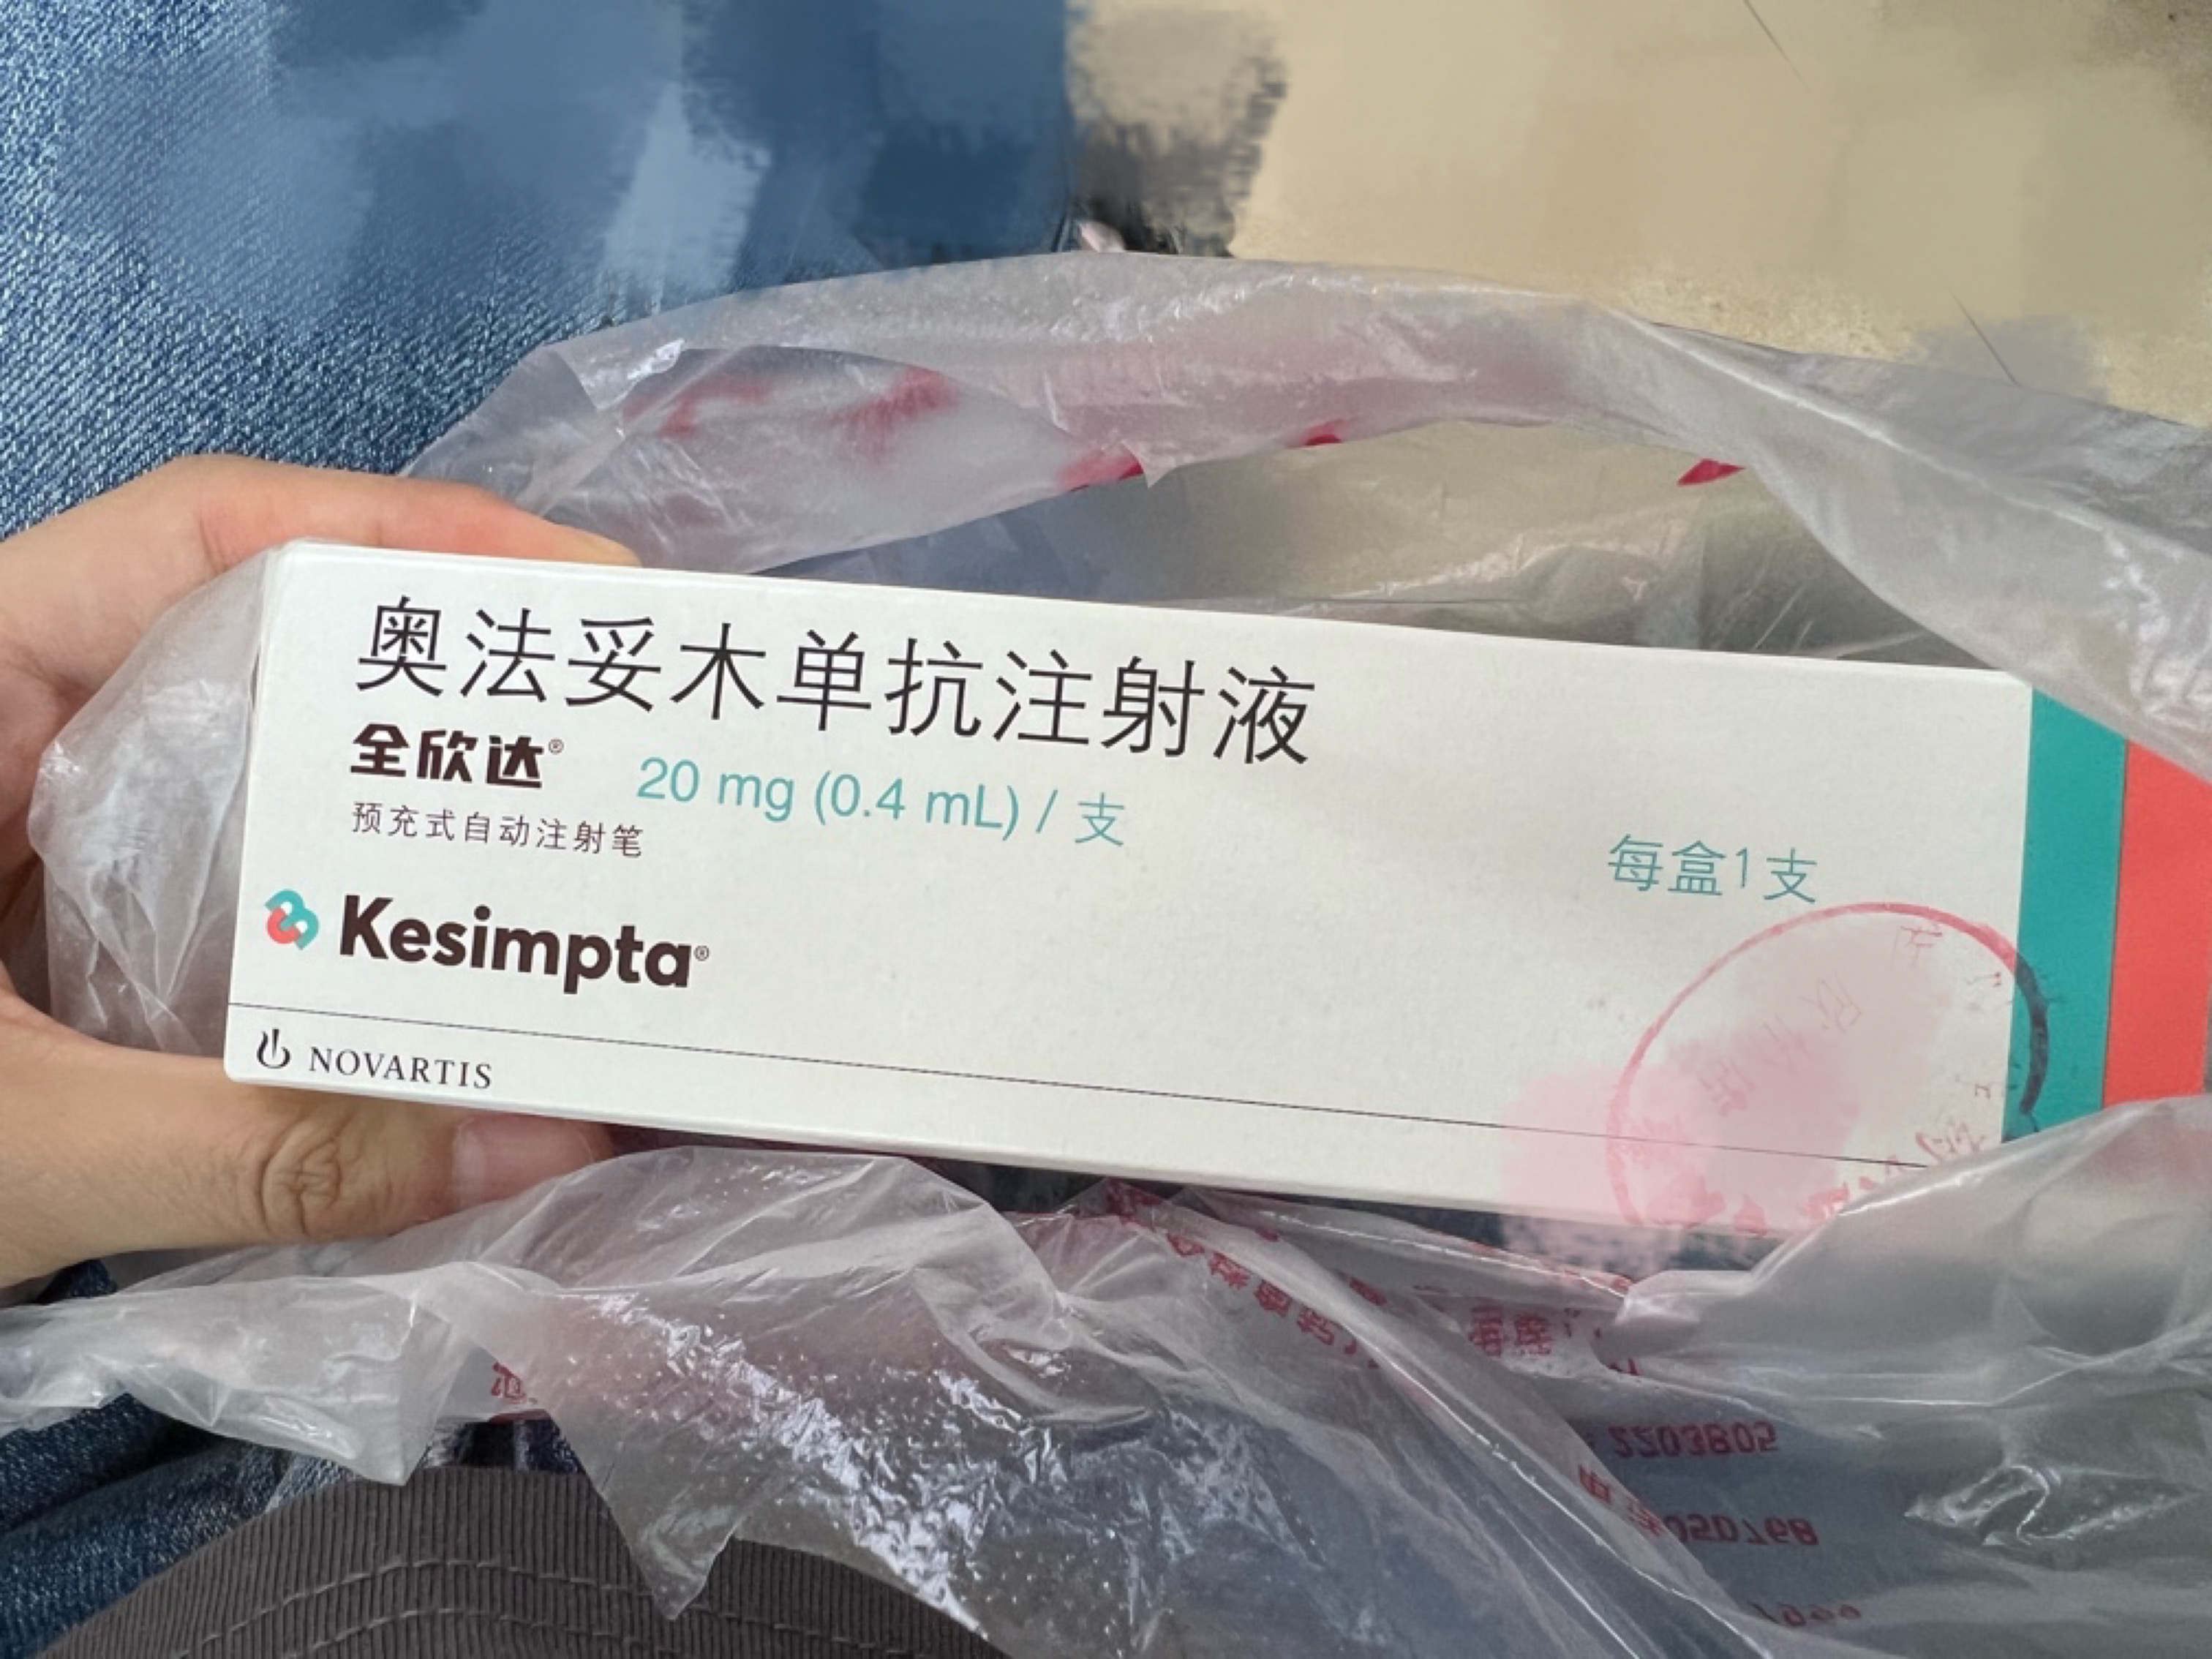 奥法妥木单抗注射液
全欣达®
20 mg (0.4 mL) / 支
预充式自动注射笔
每盒1支
Kesimpta®
NOVARTIS
2203B05